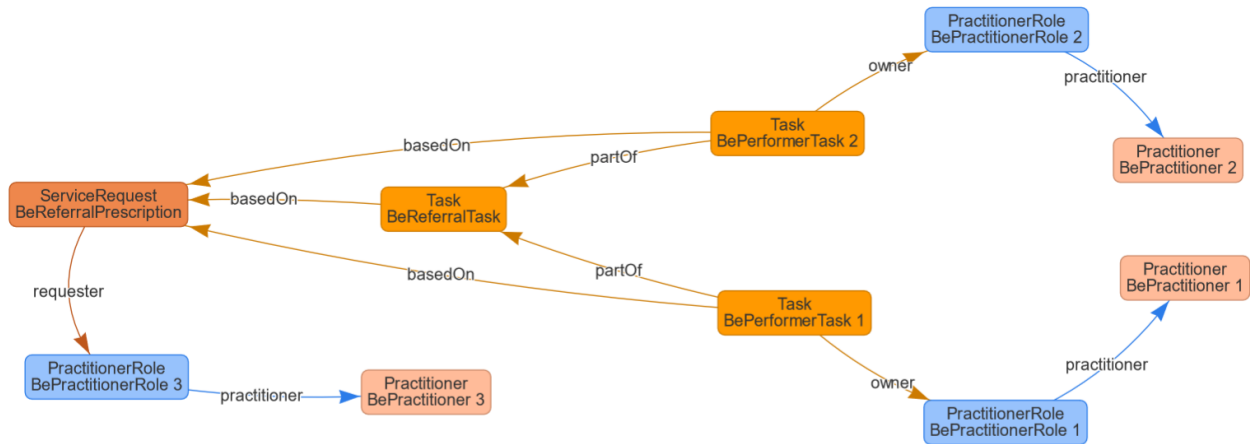 PractitionerRole
BePractitionerRole 2
owner
practitioner
Task
BePerformerTask 2
basedOn
partOf
Practitioner
BePractitioner 2
ServiceRequest
BeReferralPrescription
basedOn
Task
BeReferralTask
Practitioner
BePractitioner 1
partOf
basedOn
requester
Task
BePerformerTask 1
practitioner
PractitionerRole
BePractitionerRole 3
practitioner
Practitioner
BePractitioner 3
owner
PractitionerRole
BePractitionerRole 1